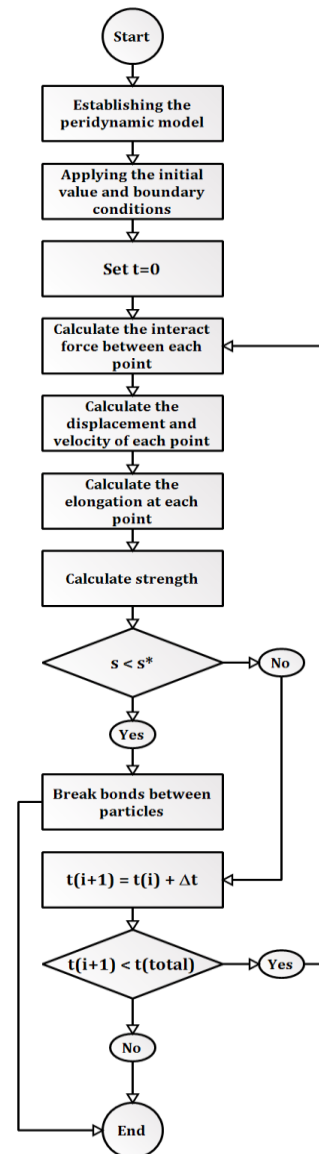 Start
Establishing the
peridynamic model
Applying the initial
value and boundary
conditions
Set t=0
Calculate the interact
force between each
point
Calculate the
displacement and
velocity of each point
Calculate the
elongation at each
point
Calculate strength
s < s*
No
Yes
Break bonds between
particles
t(i+1) = t(i) + Δt
t(i+1) < t(total)
Yes
No
End